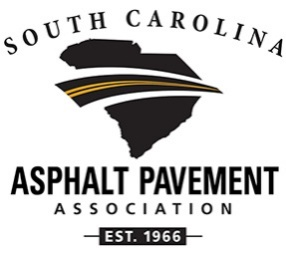 SOUTH CAROLINA
ASPHALT PAVEMENT
ASSOCIATION
EST. 1966